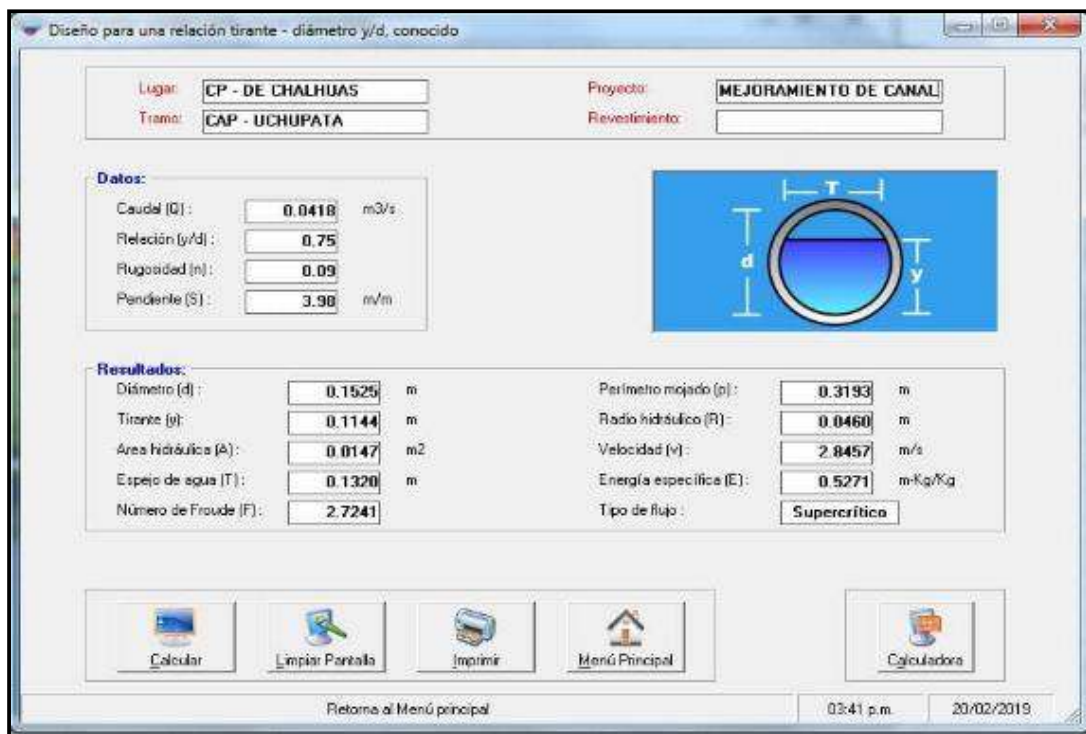 Diseño para una relación tirante - diámetro y/d, conocido
Lugar: CP - DE CHALHUAS
Proyecto: MEJORAMIENTO DE CANAL
Tramo: CAP - UCHUPATA
Revestimiento:
Datos:
Caudal (Q) : 0.0418 m3/s
Relación (y/d) : 0.75
Rugosidad (n) : 0.09
Pendiente (S) : 3.98 m/m
T
d
y
Resultados:
Diámetro (d) : 0.1525 m
Perímetro mojado (p) : 0.3193 m
Tirante (y): 0.1144 m
Radio hidráulico (R) : 0.0460 m
Area hidráulica (A) : 0.0147 m2
Velocidad (v) : 2.8457 m/s
Espejo de agua (T) : 0.1320 m
Energía específica (E) : 0.5271 m-Kg/Kg
Número de Froude (F) : 2.7241
Tipo de flujo : Supercrítico
Calcular
Limpiar Pantalla
Imprimir
Menú Principal
Calculadora
Retorna al Menú principal
03:41 p.m.
20/02/2019